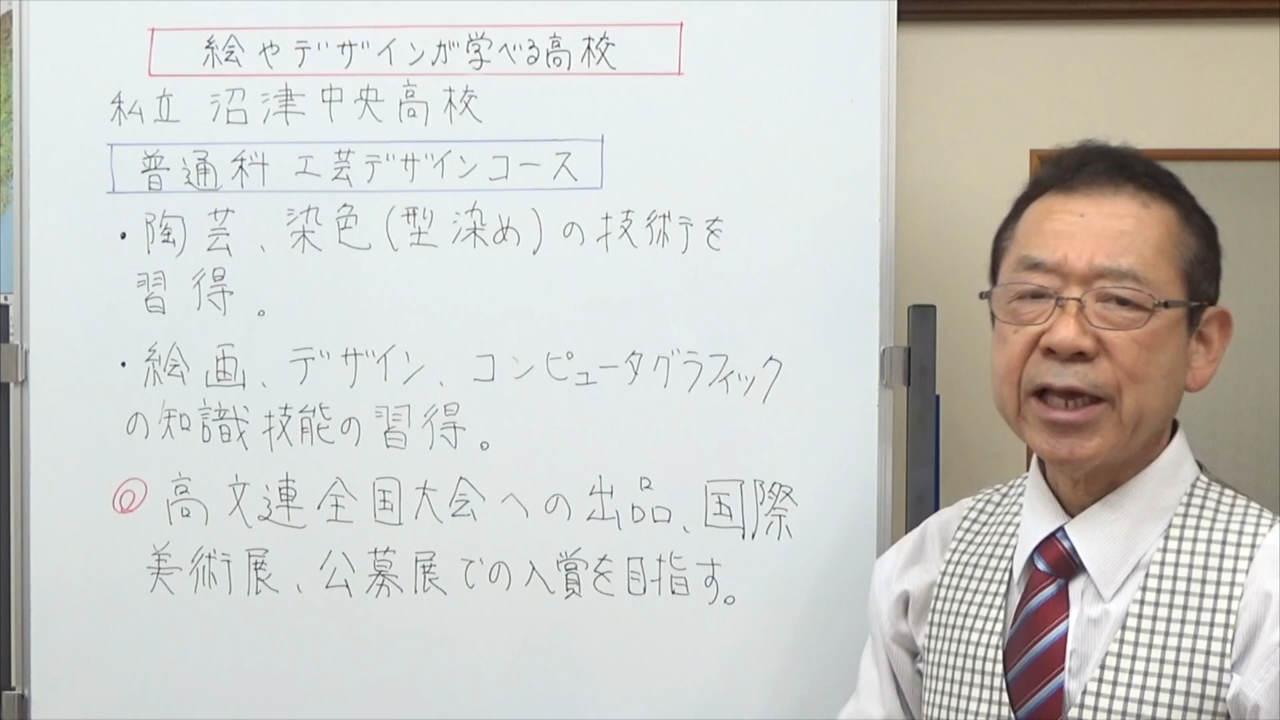 絵やデザインが学べる高校
私立 沼津中央高校
普通科 工芸デザインコース
・陶芸、染色(型染め)の技術を
習得。
・絵画、デザイン、コンピュータグラフィック
の知識技能の習得。
◎高文連全国大会への出品、国際
美術展、公募展での入賞を目指す。